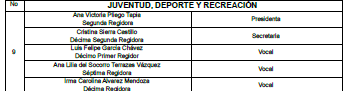 No JUVENTUD, DEPORTE Y RECREACIÓN
Ana Victoria Pliego Tapia
Segunda Regidora
Presidenta
Cristina Sierra Castillo
Décima Segunda Regidora
Secretaria
9
Luis Felipe García Chávez
Décimo Primer Regidor
Vocal
Ana Lilia del Socorro Terrazas Vázquez
Séptima Regidora
Vocal
Irma Carolina Alvarez Mendoza
Décima Regidora
Vocal